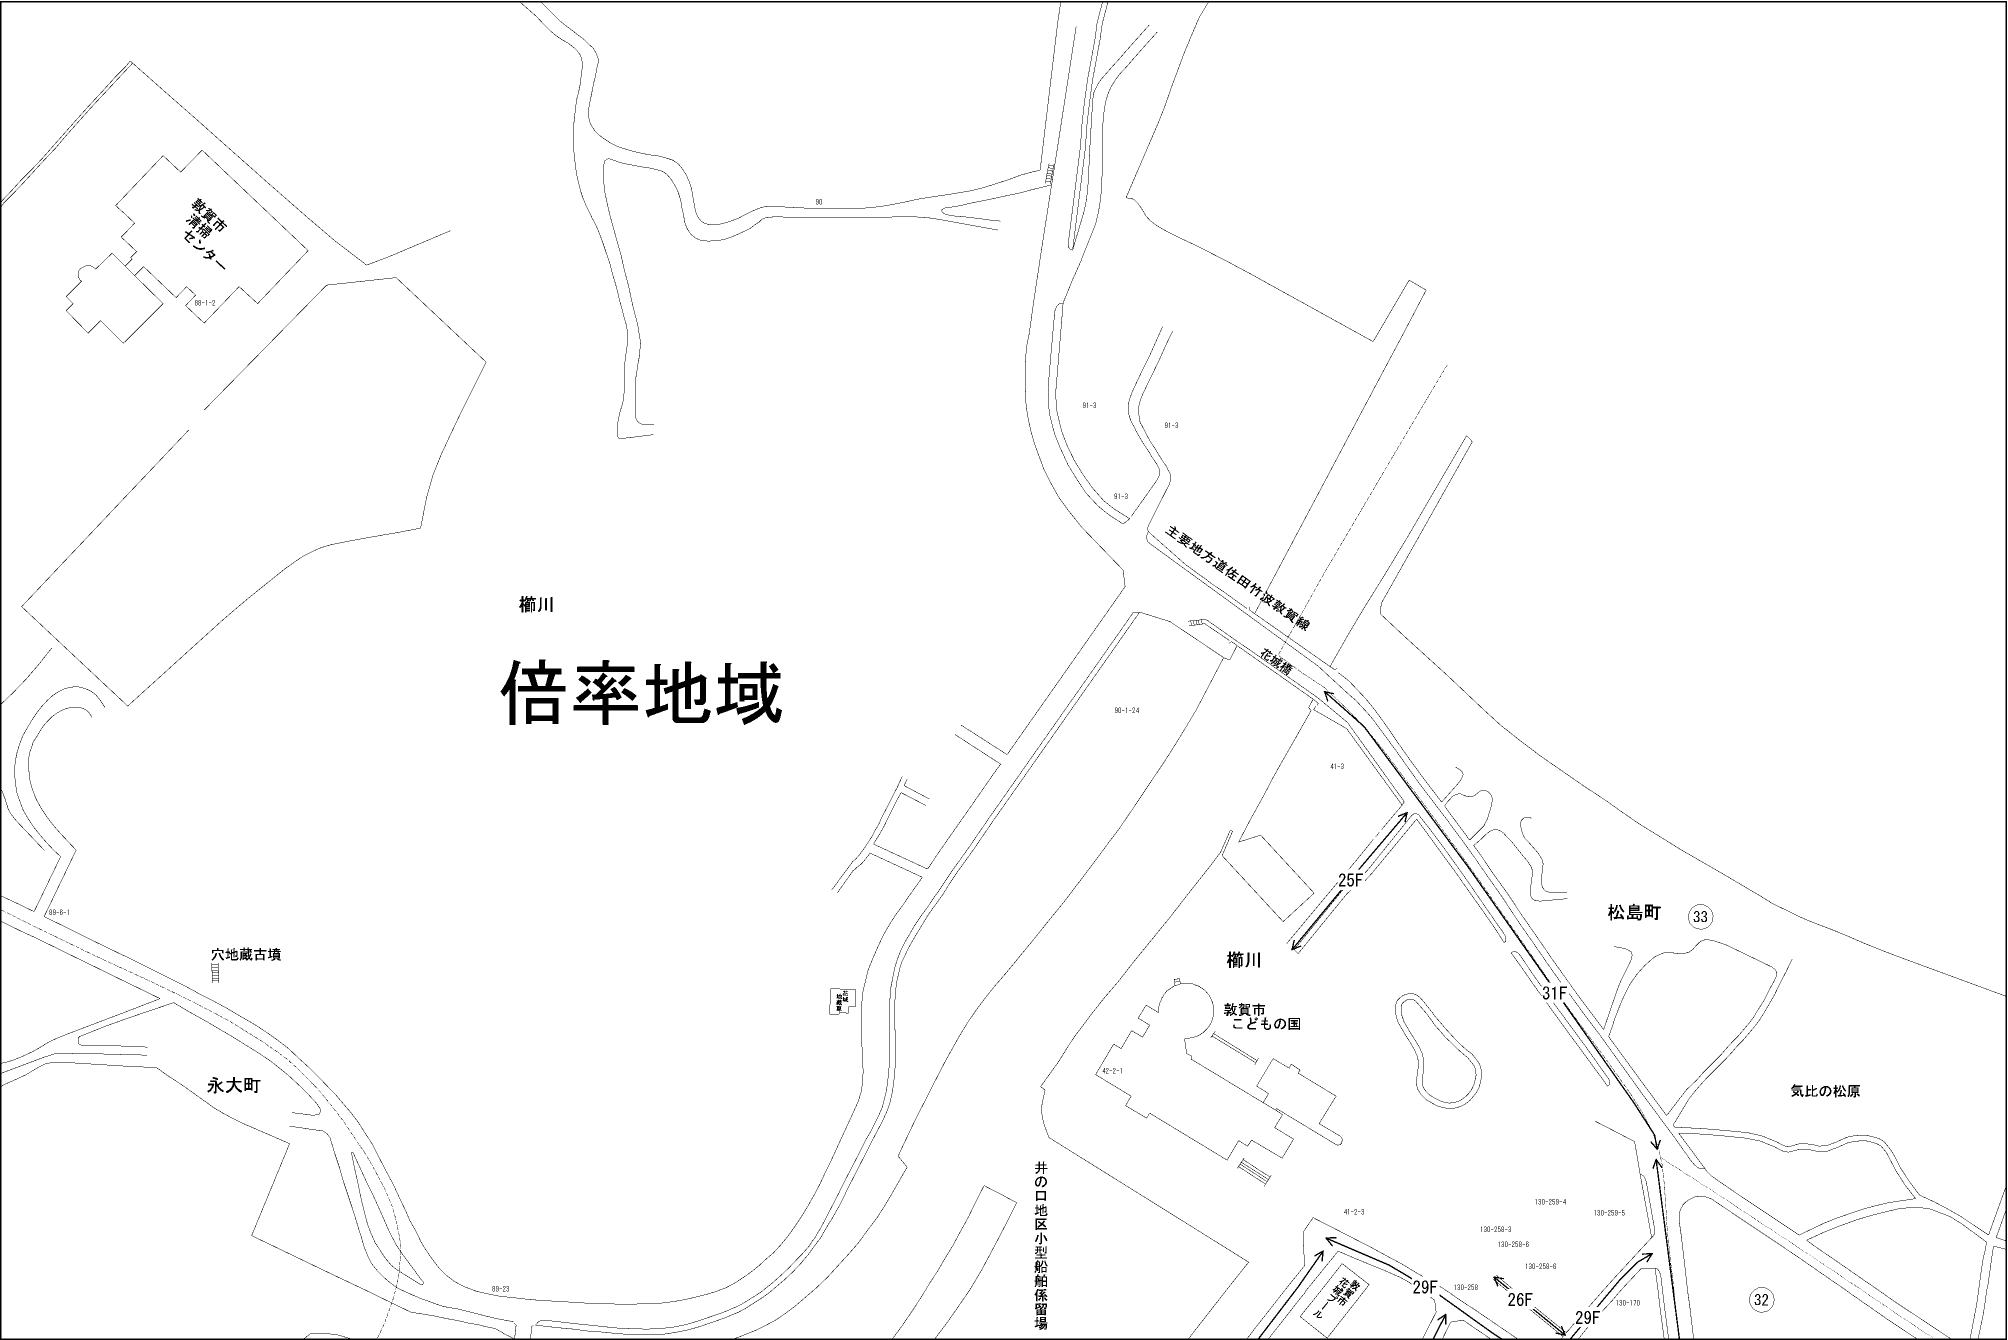 敦賀市
清掃
センター
88-1-2
90
91-3
91-3
91-3
主要地方道佐田竹波敦賀線
花城橋
櫛川
倍率地域
90-1-24
41-3
25F
松島町
33
89-6-1
穴地蔵古墳
櫛川
31F
花城
地蔵堂
敦賀市
こどもの国
42-2-1
永大町
気比の松原
井の口地区小型船舶係留場
130-259-4
41-2-3
130-259-5
130-258-3
130-258-6
130-258-6
89-23
29F
130-258
敦賀市
花城プール
26F
29F
130-170
32